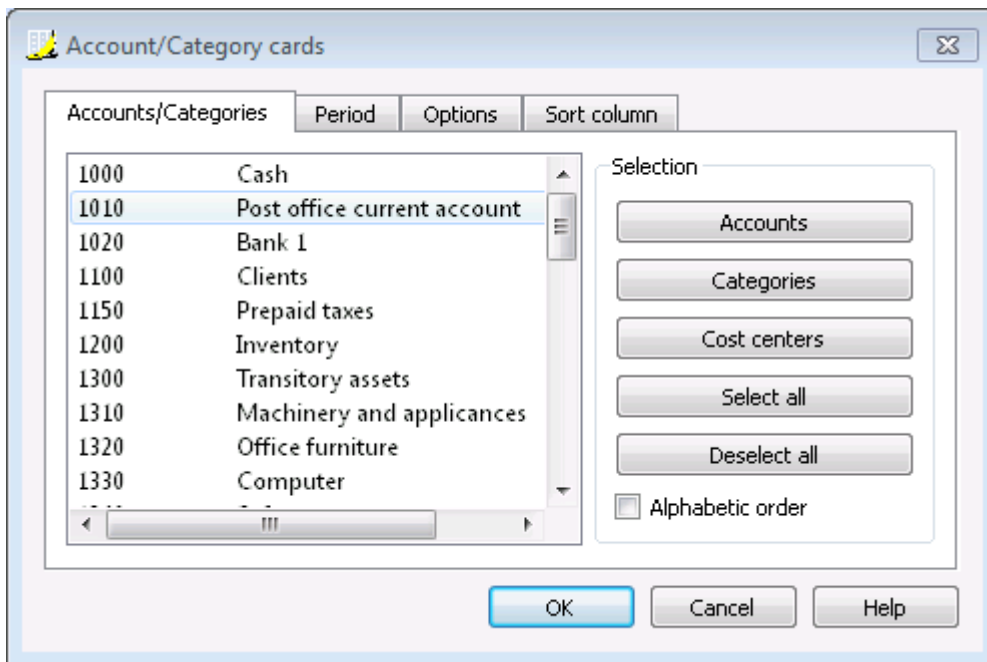 Account/Category cards
Accounts/Categories Period Options Sort column
1000 Cash
1010 Post office current account
1020 Bank 1
1100 Clients
1150 Prepaid taxes
1200 Inventory
1300 Transitory assets
1310 Machinery and applicances
1320 Office furniture
1330 Computer
Selection
Accounts
Categories
Cost centers
Select all
Deselect all
Alphabetic order
OK Cancel Help